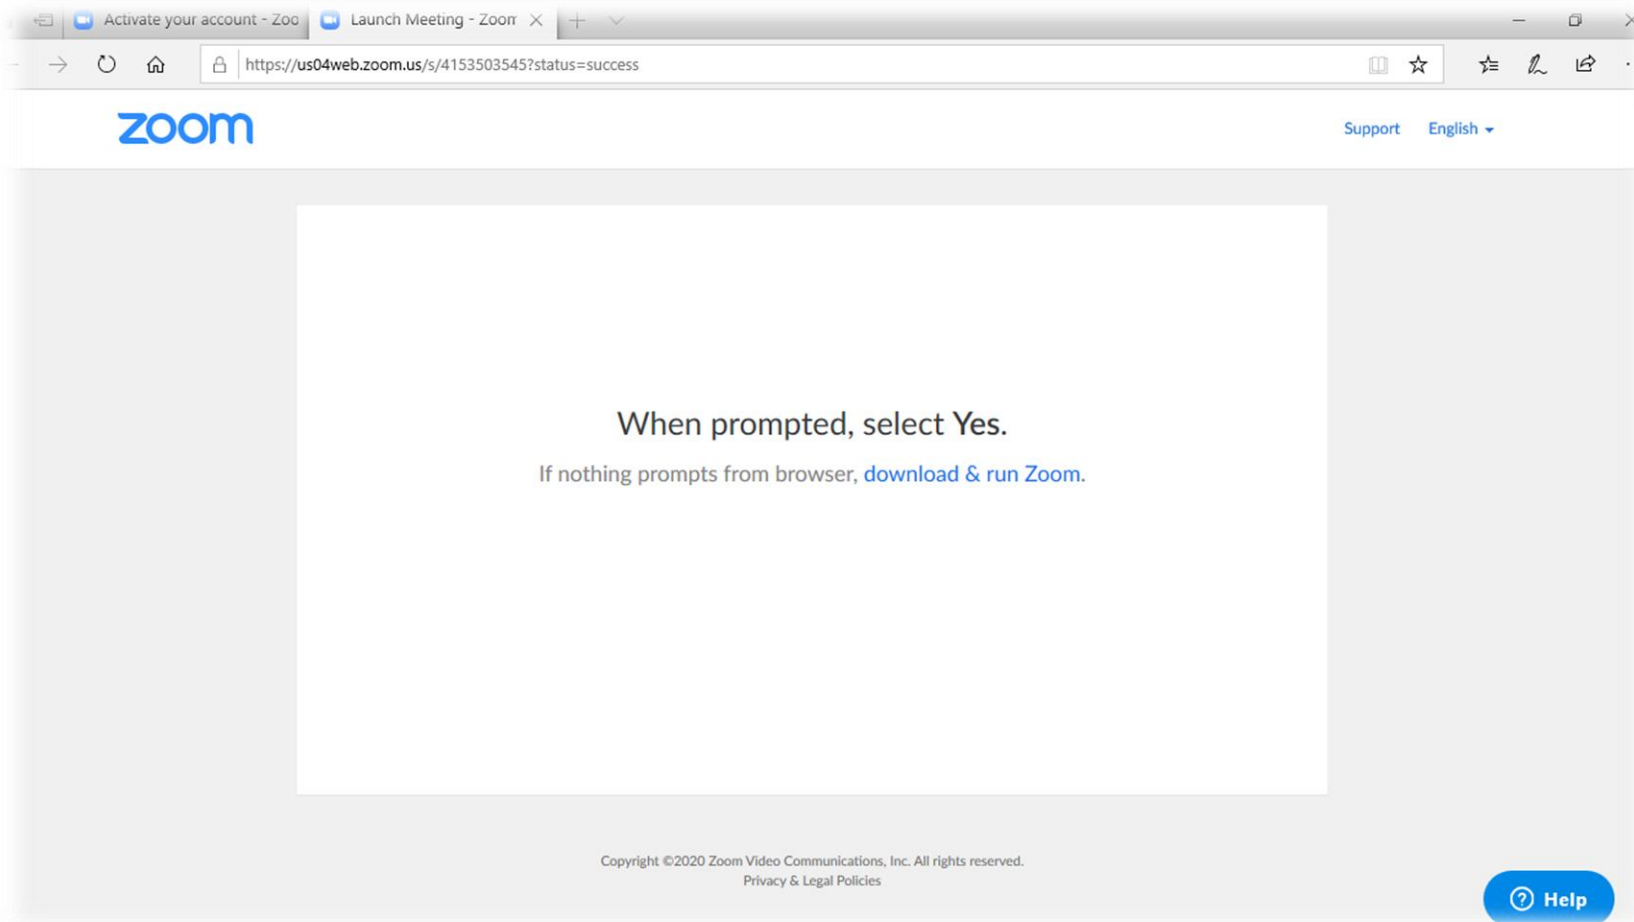 Activate your account - Zoo
Launch Meeting - Zoom
https://us04web.zoom.us/s/4153503545?status=success
zoom
Support
English
When prompted, select Yes.
If nothing prompts from browser, download & run Zoom.
Copyright ©2020 Zoom Video Communications, Inc. All rights reserved.
Privacy & Legal Policies
? Help